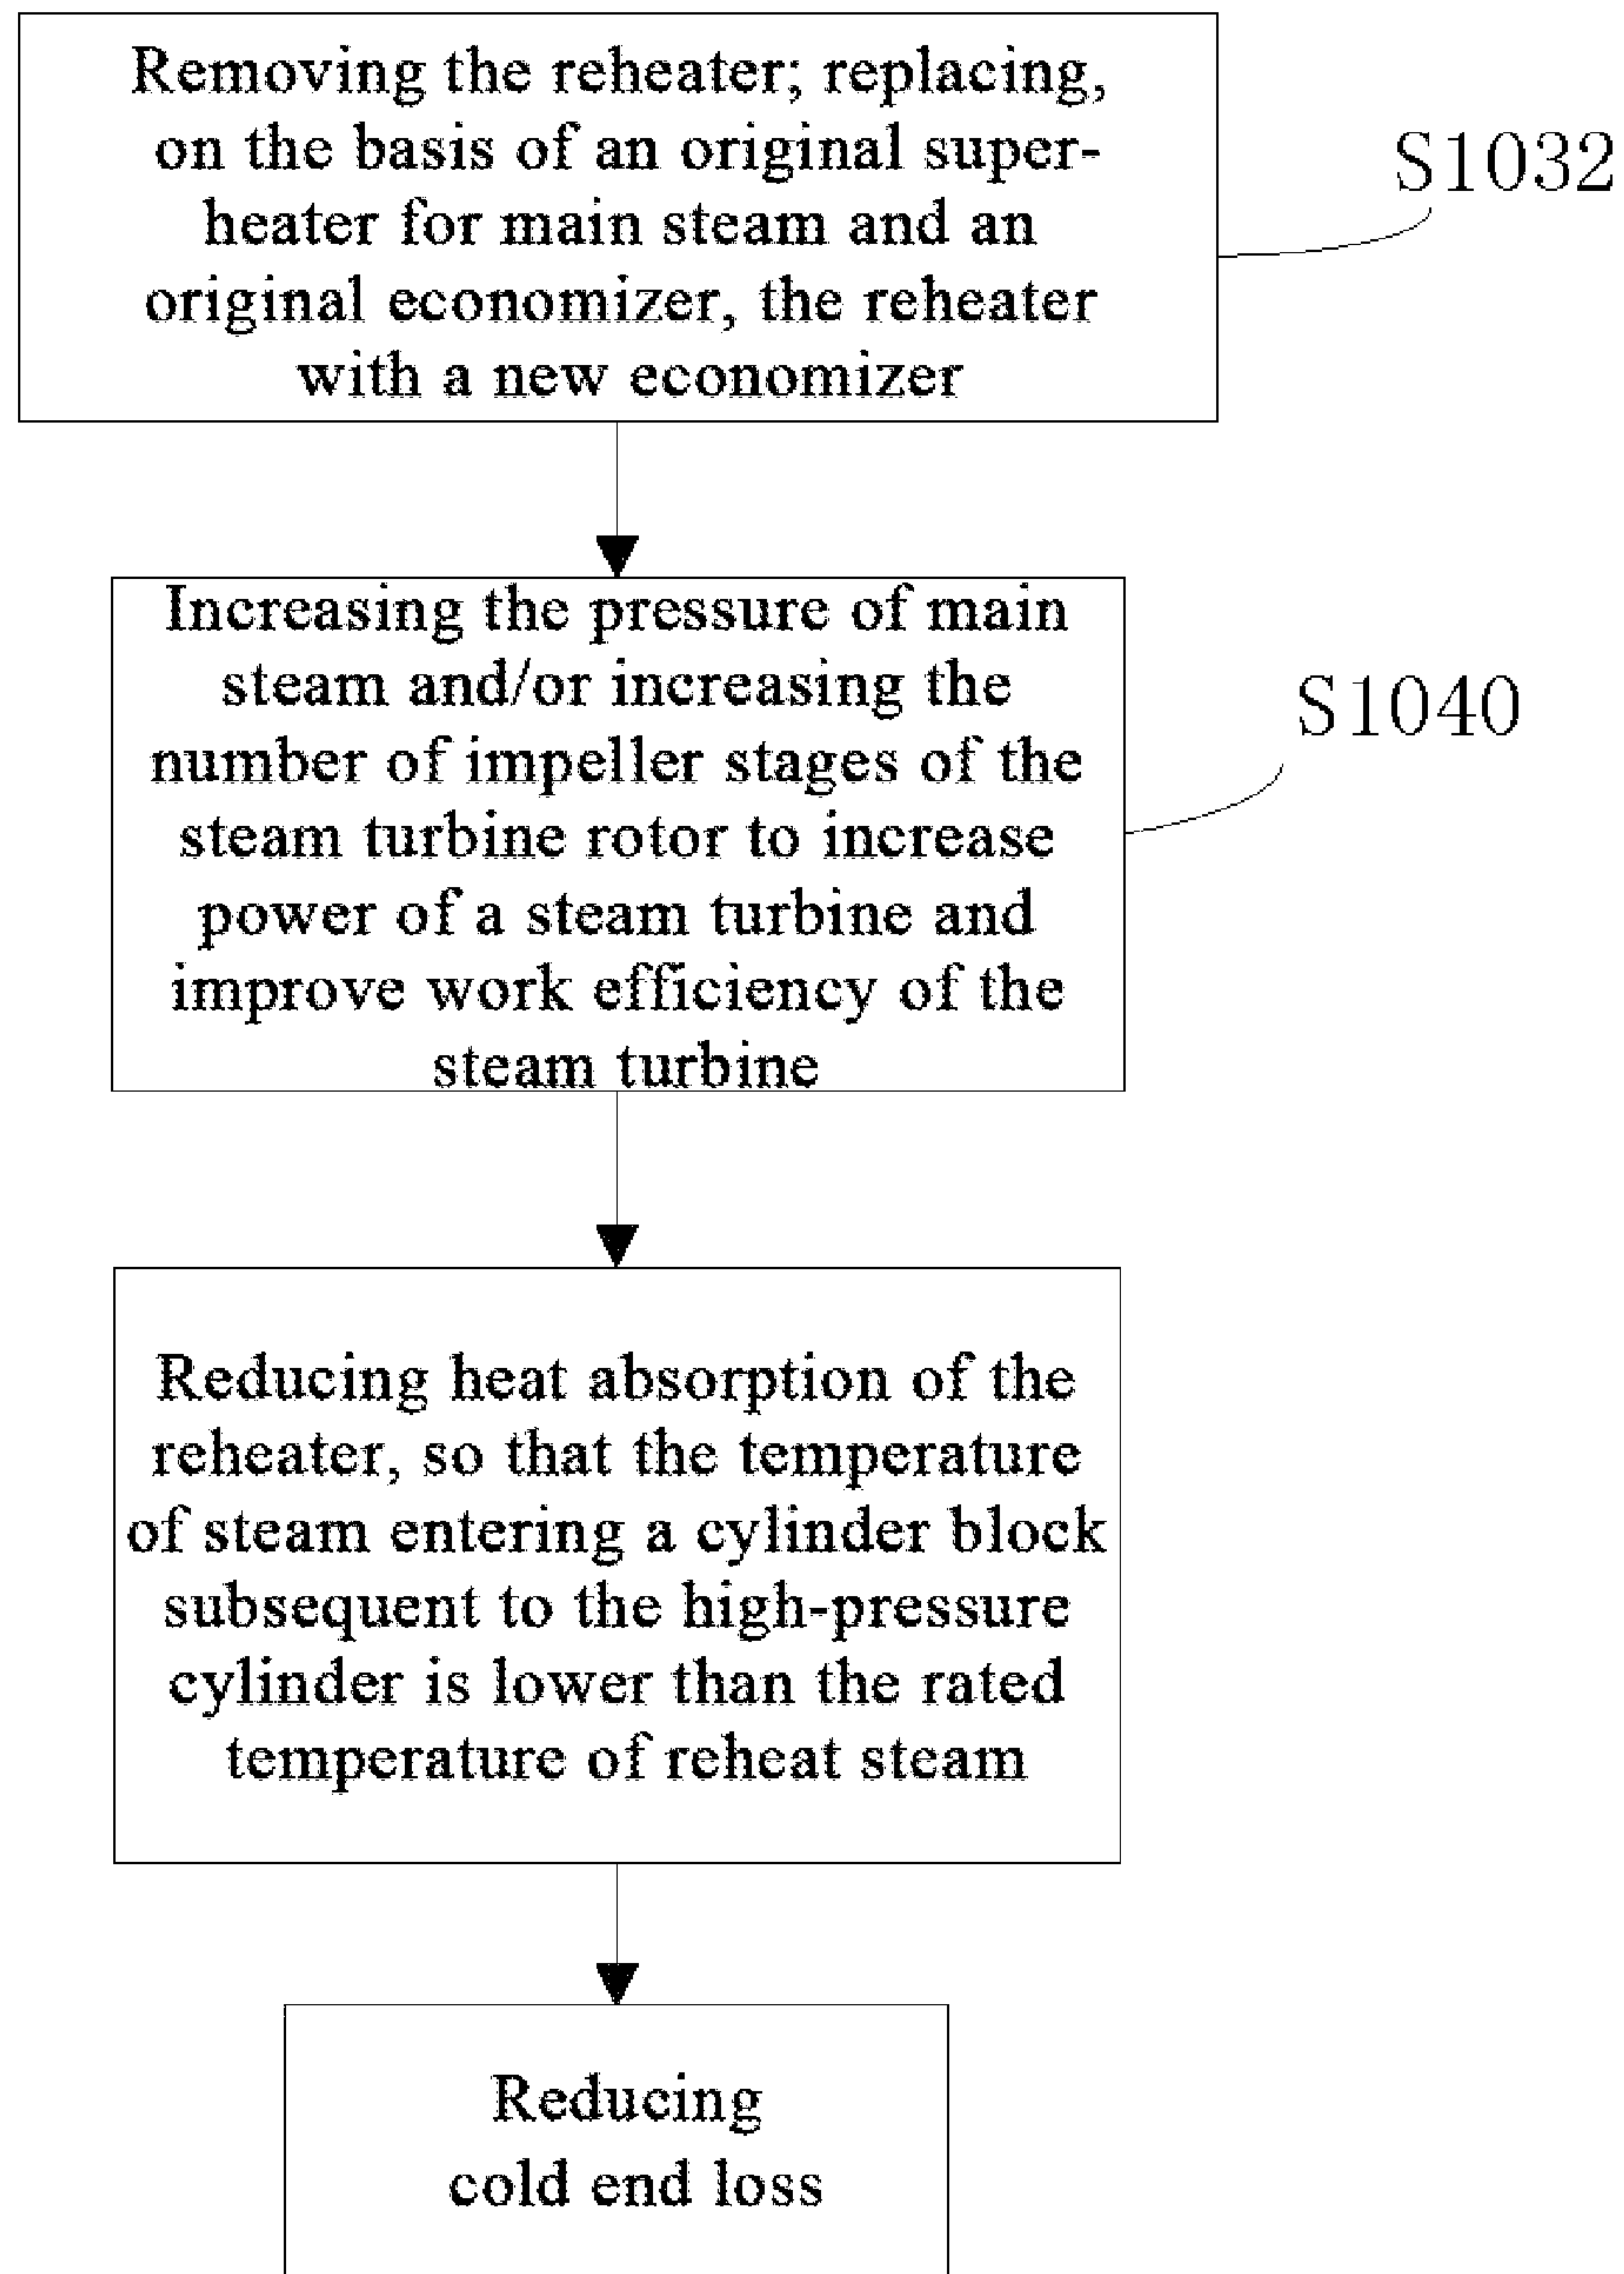 Removing the reheater; replacing,
on the basis of an original super-
heater for main steam and an
original economizer, the reheater
with a new economizer
S1032
Increasing the pressure of main
steam and/or increasing the
number of impeller stages of the
steam turbine rotor to increase
power of a steam turbine and
improve work efficiency of the
steam turbine
S1040
Reducing heat absorption of the
reheater, so that the temperature
of steam entering a cylinder block
subsequent to the high-pressure
cylinder is lower than the rated
temperature of reheat steam
Reducing
cold end loss